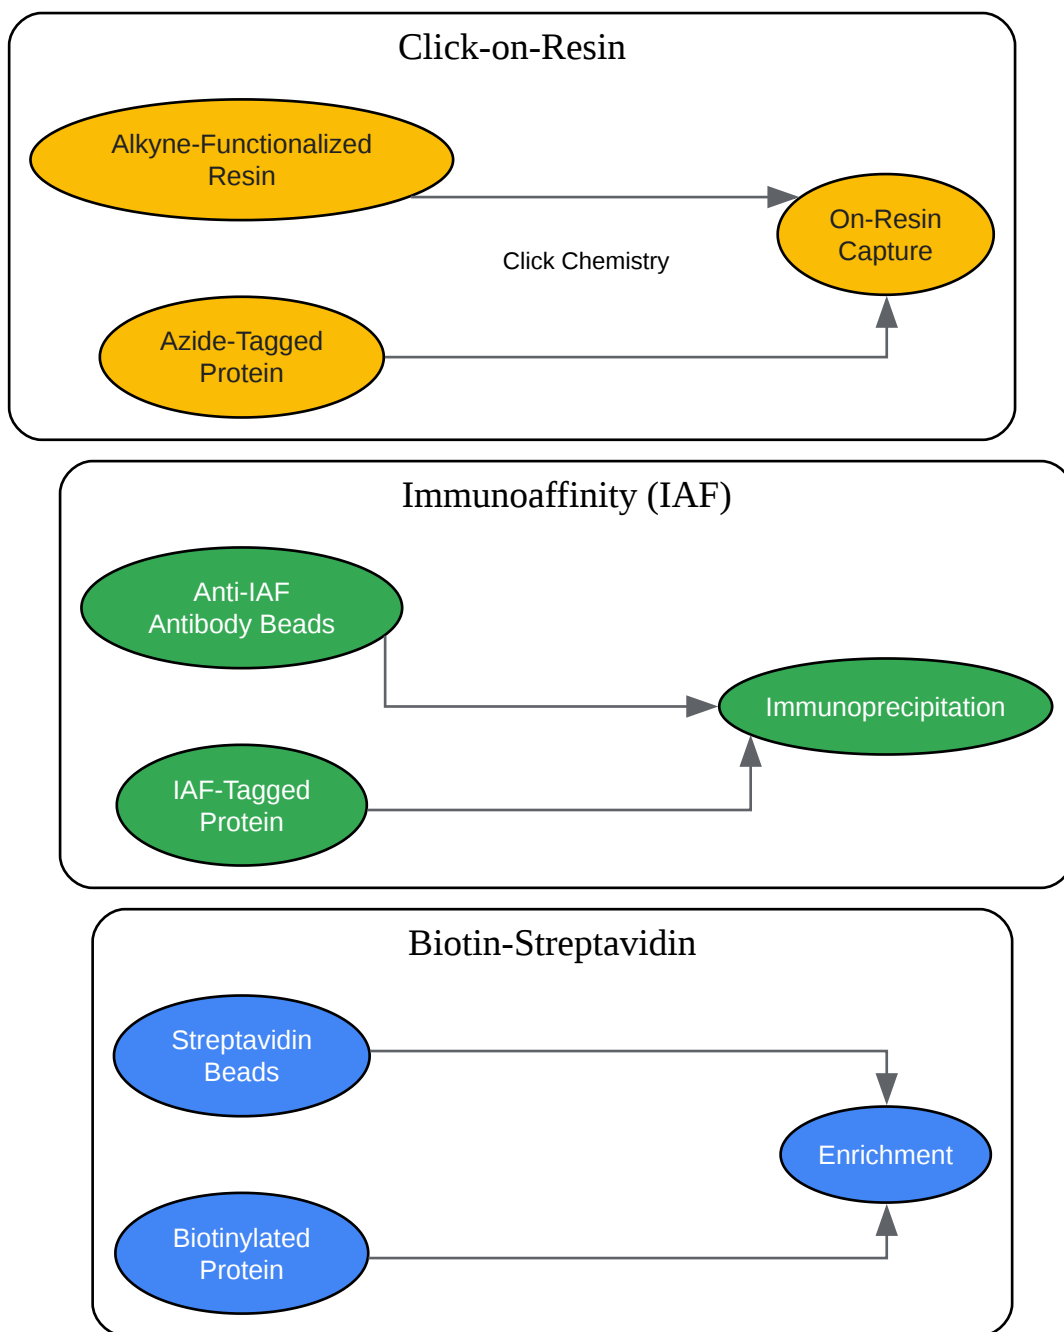 Click-on-Resin
Alkyne-Functionalized
Resin
On-Resin
Capture
Click Chemistry
Azide-Tagged
Protein
Immunoaffinity (IAF)
Anti-IAF
Antibody Beads
Immunoprecipitation
IAF-Tagged
Protein
Biotin-Streptavidin
Streptavidin
Beads
Enrichment
Biotinylated
Protein